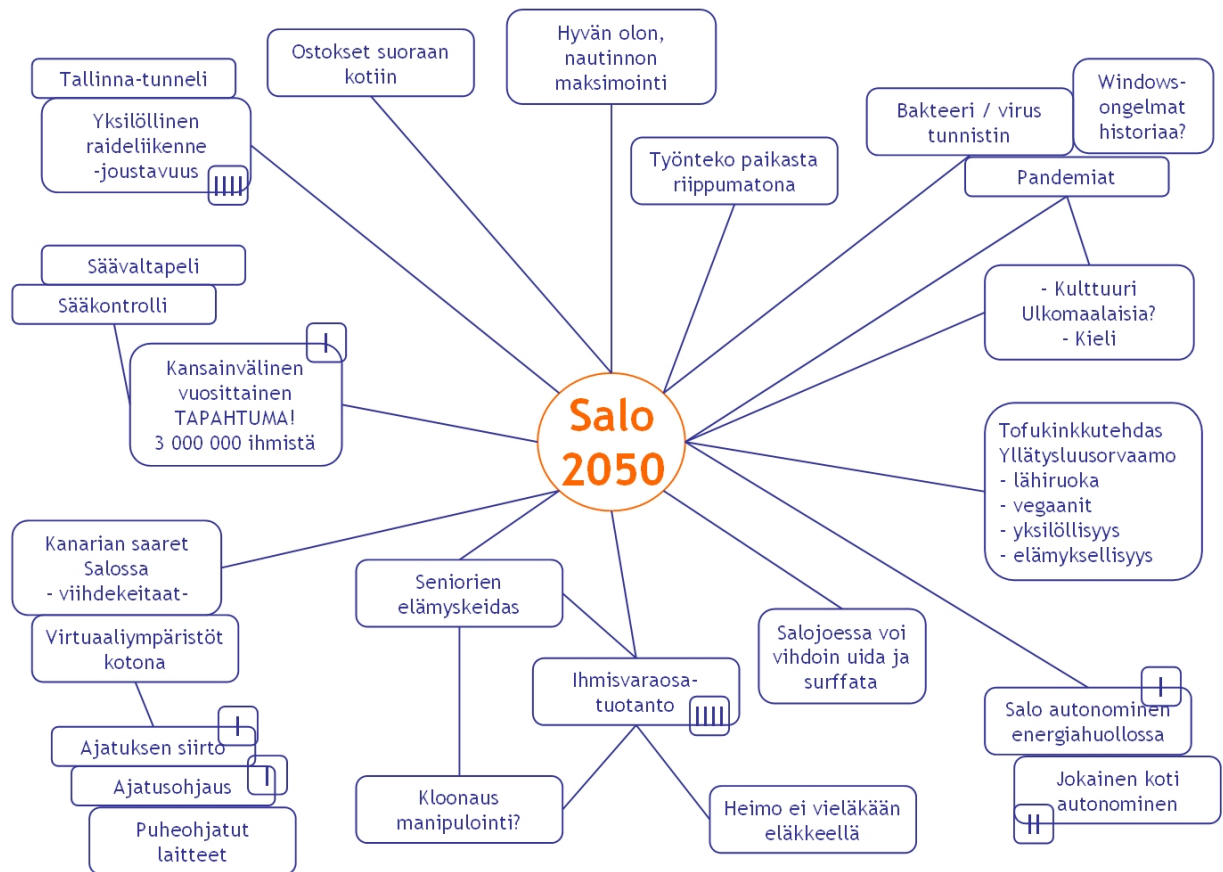 Hyvän olon,
nautinnon
maksimointi
Ostokset suoraan
kotiin
Tallinna-tunneli
Yksilöllinen
raideliikenne
-joustavuus
IIII
Bakteeri / virus
tunnistin
Windows-
ongelmat
historiaa?
Pandemiat
Työnteko paikasta
riippumatona
Säävaltapeli
Sääkontrolli
- Kulttuuri
Ulkomaalaisia?
- Kieli
I
Kansainvälinen
vuosittainen
TAPAHTUMA!
3 000 000 ihmistä
Salo
2050
Tofukinkkutehdas
Yllätysluusorvaamo
- lähiruoka
- vegaanit
- yksilöllisyys
- elämyksellisyys
Kanarian saaret
Salossa
- viihdekeitaat-
Virtuaaliympäristöt
kotona
Seniorien
elämyskeidas
Salojoessa voi
vihdoin uida ja
surffata
Ihmisvaraosa-
tuotanto
IIII
I
Salo autonominen
energiahuollossa
Jokainen koti
autonominen
II
I
Ajatuksen siirto
I
Ajatusohjaus
Puheohjatut
laitteet
Kloonaus
manipulointi?
Heimo ei vieläkään
eläkkeellä